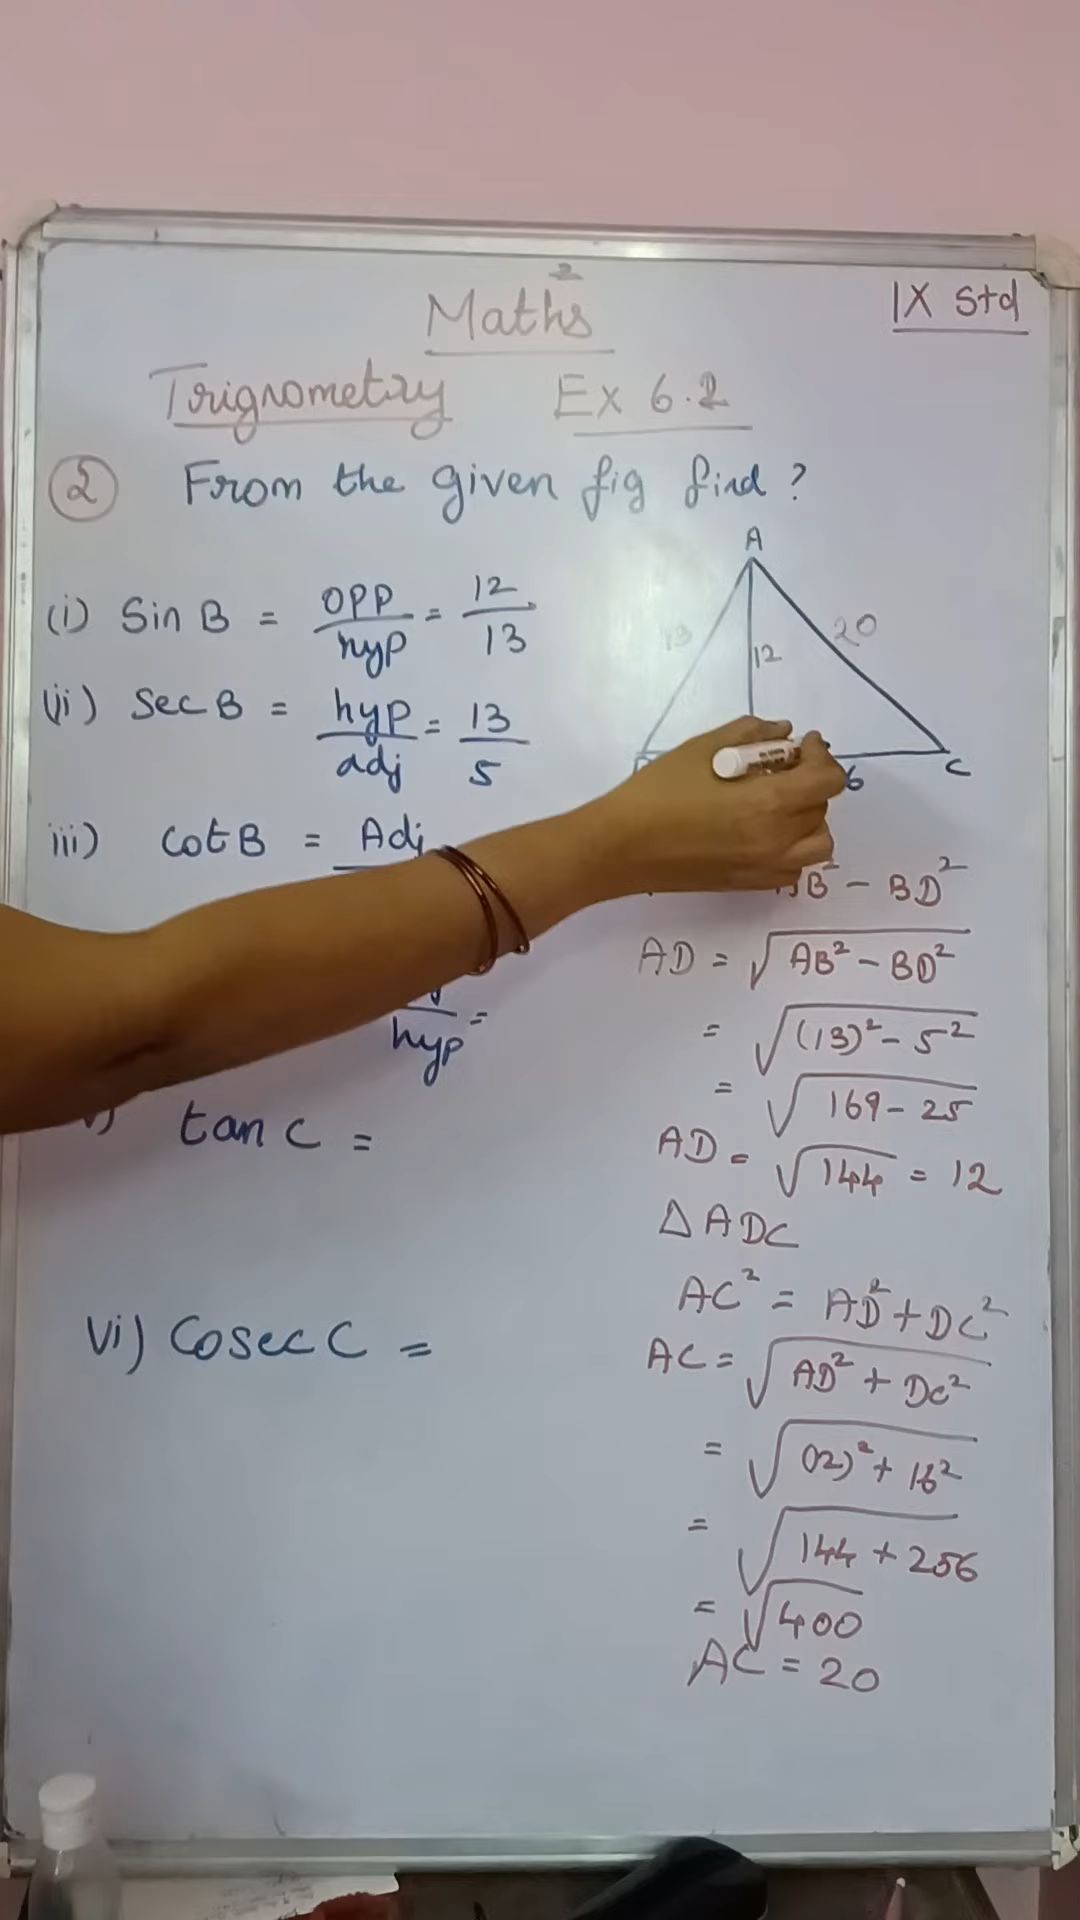 Maths
IX Std
Trignometry Ex 6.2
② From the given fig find ?
(i) Sin B = opp/hyp = 12/13
(ii) Sec B = hyp/adj = 13/5
iii) Cot B = Adj
hyp =
tan C =
vi) Cosec C =
A
13
12
20
6
C
B² - BD²
AD = √AB² - BD²
= √(13)² - 5²
= √169 - 25
AD = √144 = 12
Δ ADC
AC² = AD² + DC²
AC = √AD² + DC²
= √(12)² + 16²
= √144 + 256
= √400
AC = 20